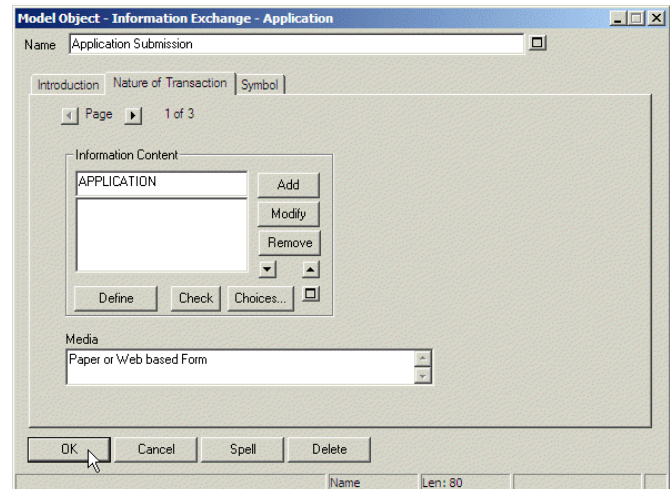 Model Object - Information Exchange - Application
Name Application Submission
Introduction Nature of Transaction Symbol
Page 1 of 3
Information Content
APPLICATION
Add
Modify
Remove
Define Check Choices...
Media
Paper or Web based Form
OK Cancel Spell Delete
Name Len: 80